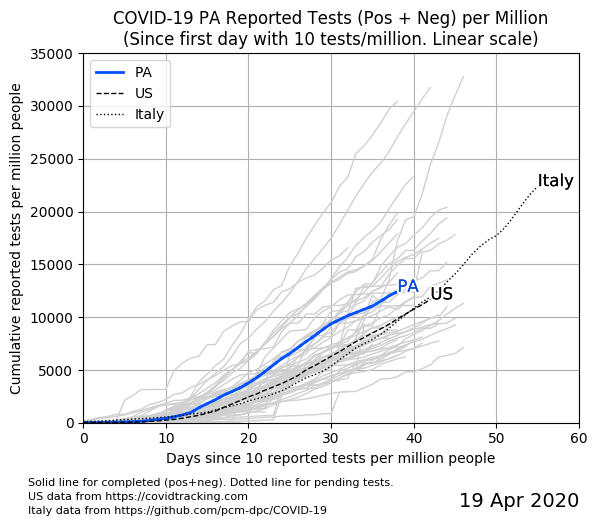 COVID-19 PA Reported Tests (Pos + Neg) per Million
(Since first day with 10 tests/million. Linear scale)
Cumulative reported tests per million people
35000
30000
25000
20000
15000
10000
5000
0
PA
US
Italy
Italy
PA
US
0 10 20 30 40 50 60
Days since 10 rported tests per million people
Solid line for completed (pos+neg). Dotted line for pending tests.
US data from https://covidtracking.com
Italy data from https://github.com/pcm-dpc/COVID-19
19 Apr 2020